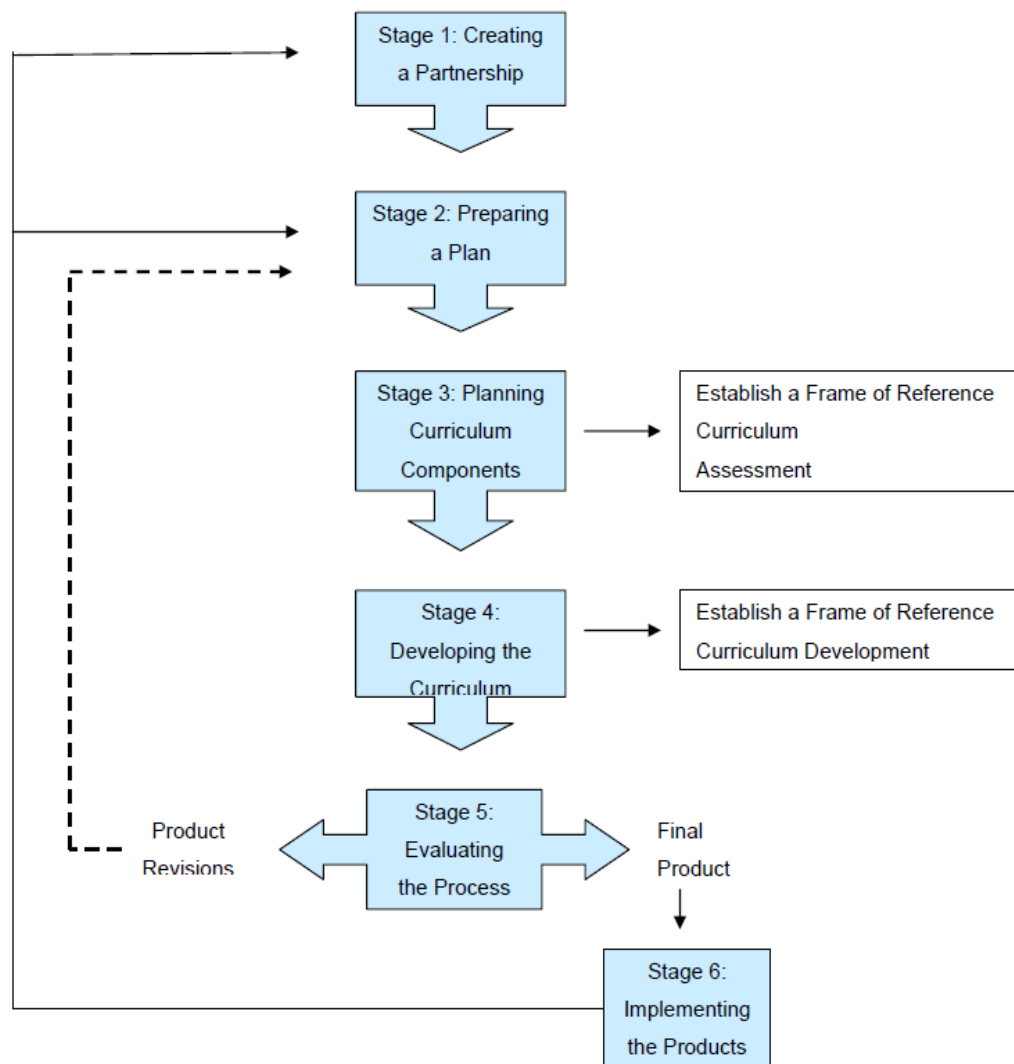 Stage 1: Creating
a Partnership
Stage 2: Preparing
a Plan
Stage 3: Planning
Curriculum
Components
Establish a Frame of Reference
Curriculum
Assessment
Stage 4:
Developing the
Curriculum
Establish a Frame of Reference
Curriculum Development
Stage 5:
Evaluating
the Process
Product
Revisions
Final
Product
Stage 6:
Implementing
the Products